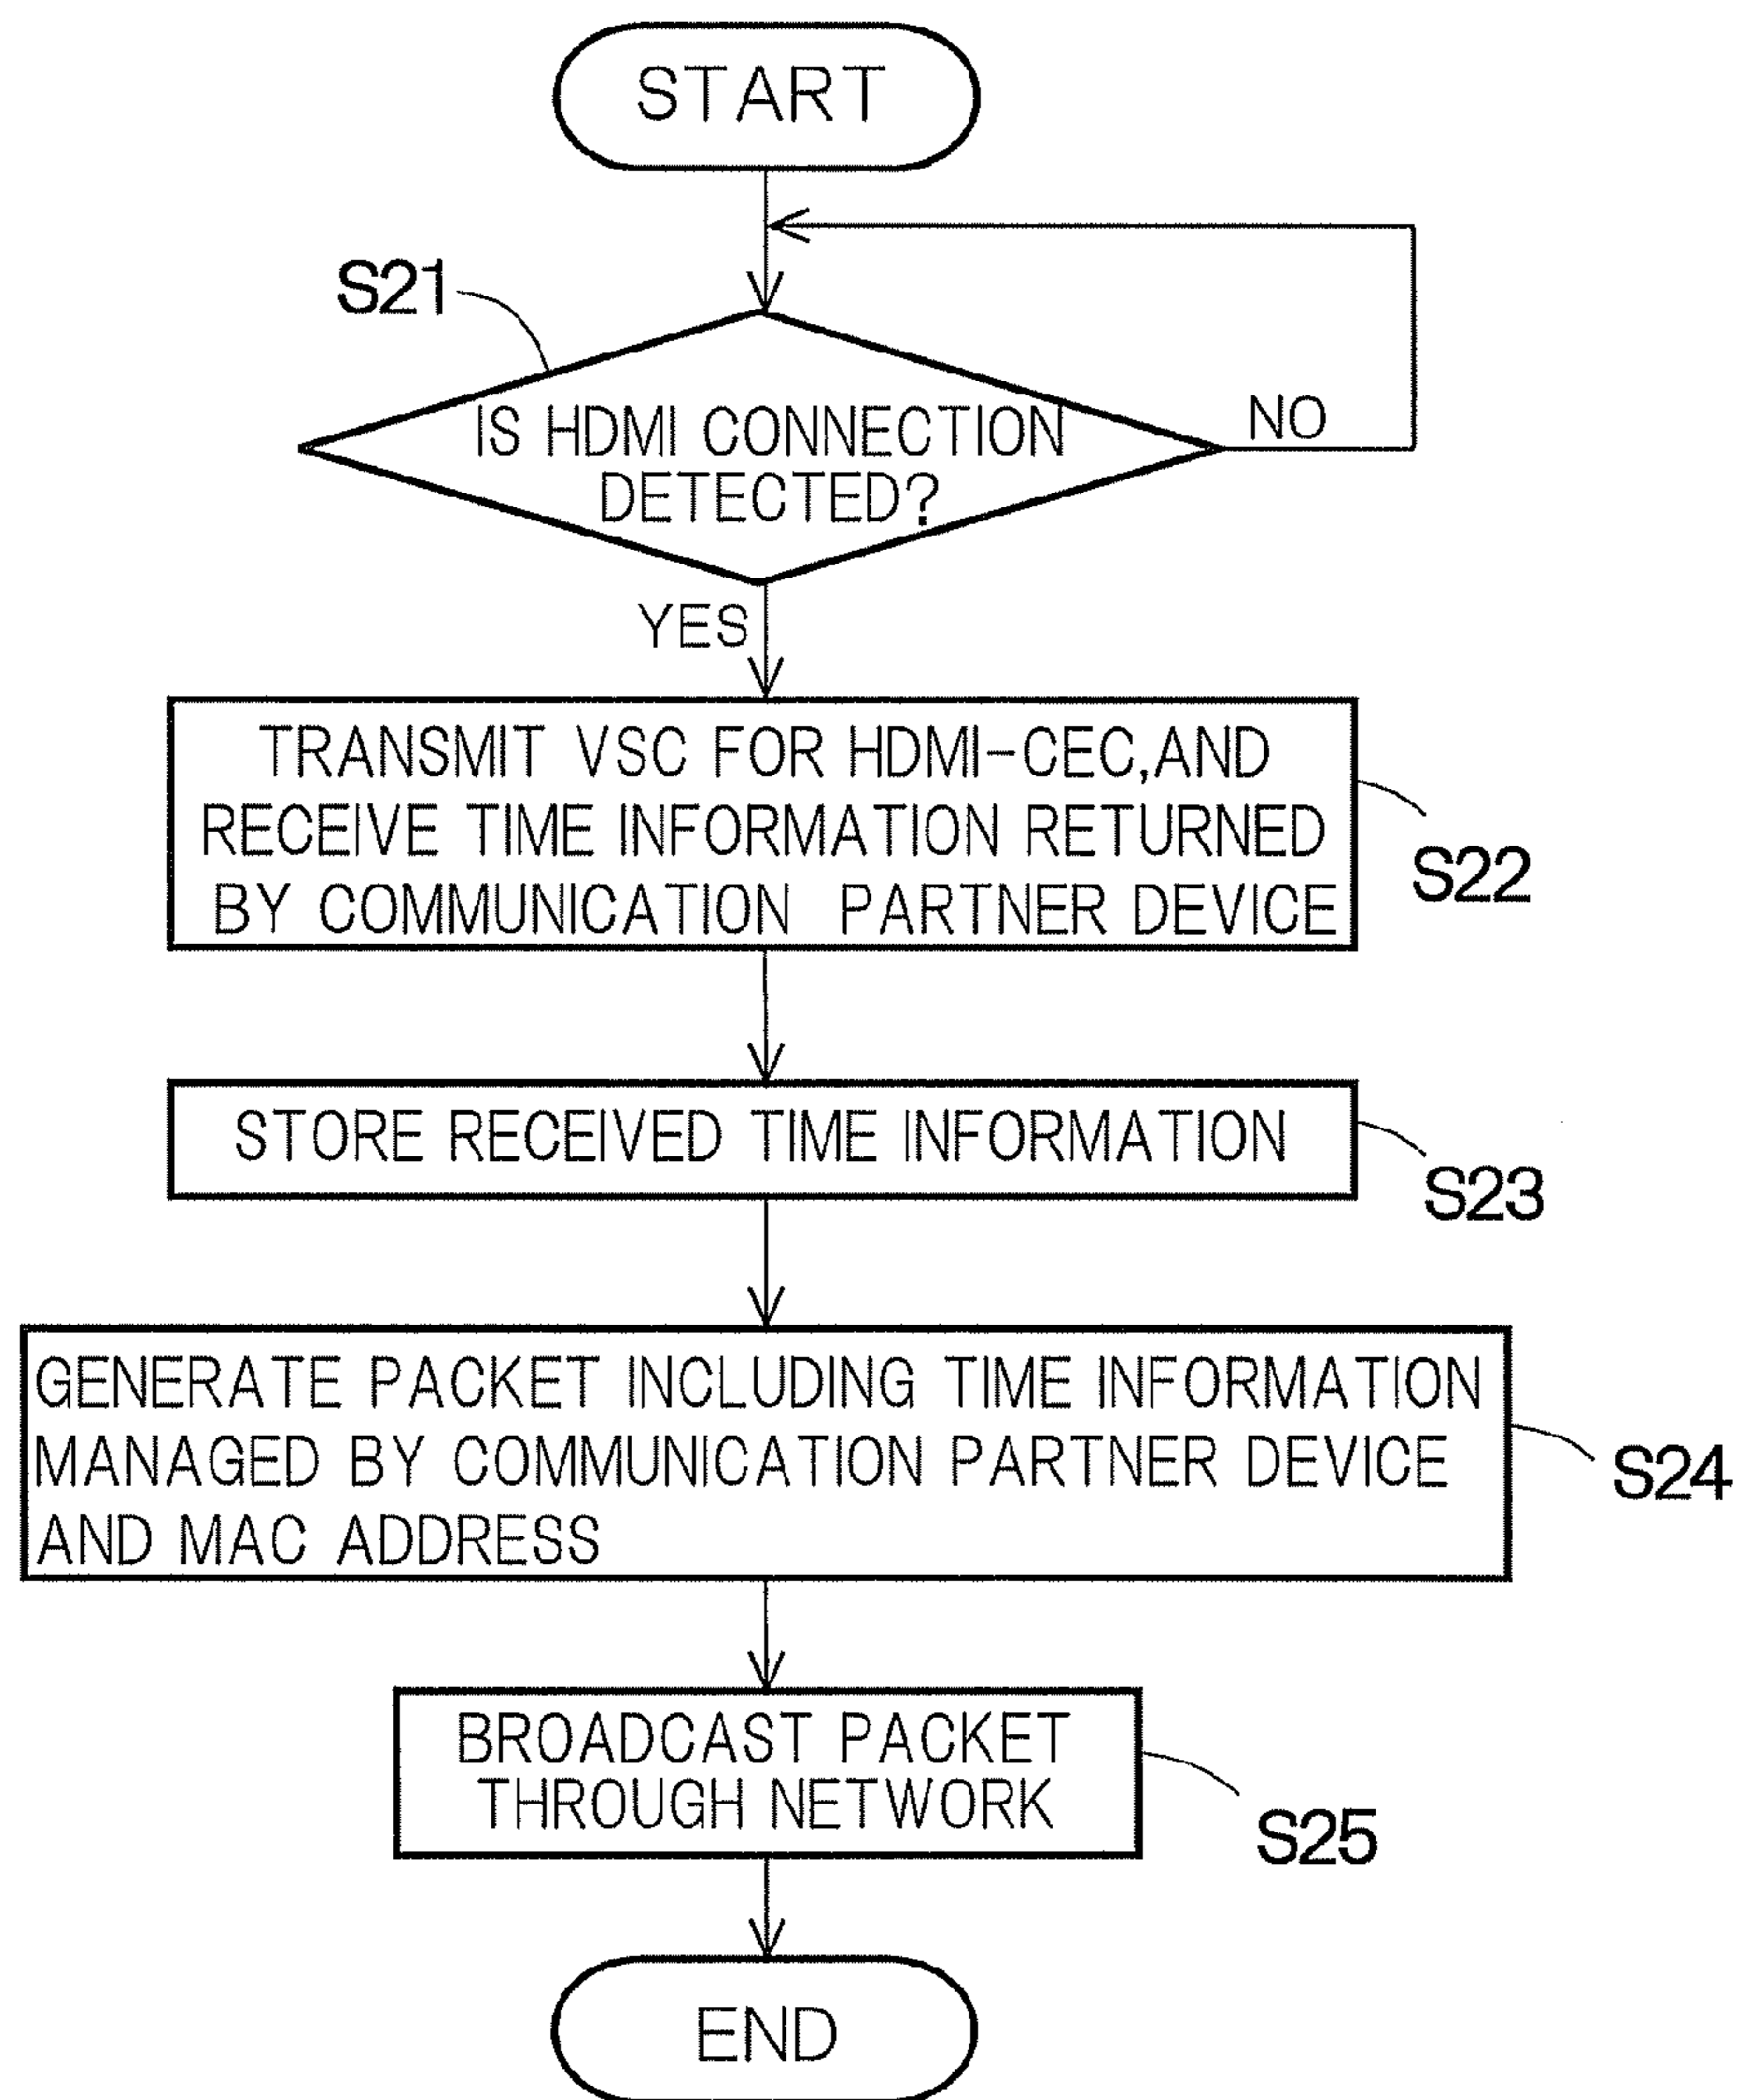 START
S21
IS HDMI CONNECTION
DETECTED?
NO
YES
TRANSMIT VSC FOR HDMI-CEC,AND
RECEIVE TIME INFORMATION RETURNED
BY COMMUNICATION PARTNER DEVICE
S22
STORE RECEIVED TIME INFORMATION
S23
GENERATE PACKET INCLUDING TIME INFORMATION
MANAGED BY COMMUNICATION PARTNER DEVICE
AND MAC ADDRESS
S24
BROADCAST PACKET
THROUGH NETWORK
S25
END